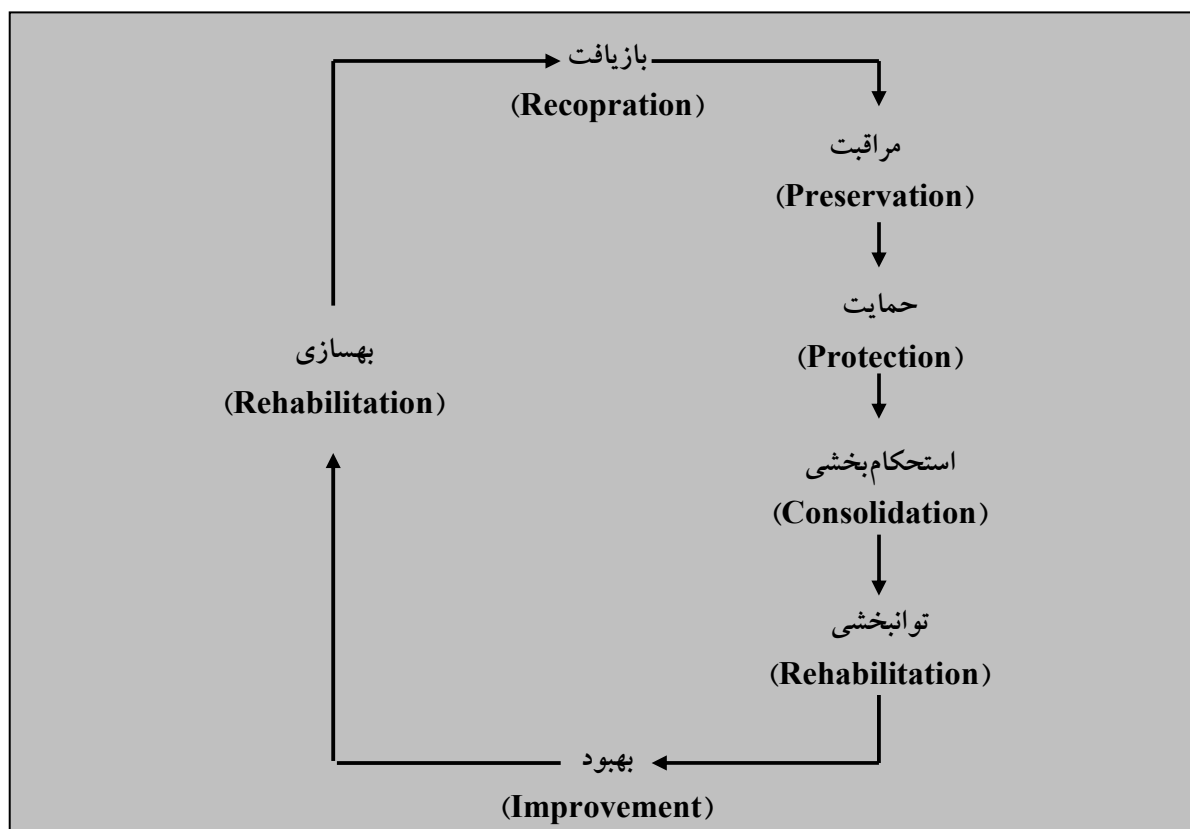 بازیافت
(Recopration)
مراقبت
(Preservation)
حمایت
(Protection)
استحکام‌بخشی
(Consolidation)
توانبخشی
(Rehabilitation)
بهبود
(Improvement)
بهسازی
(Rehabilitation)